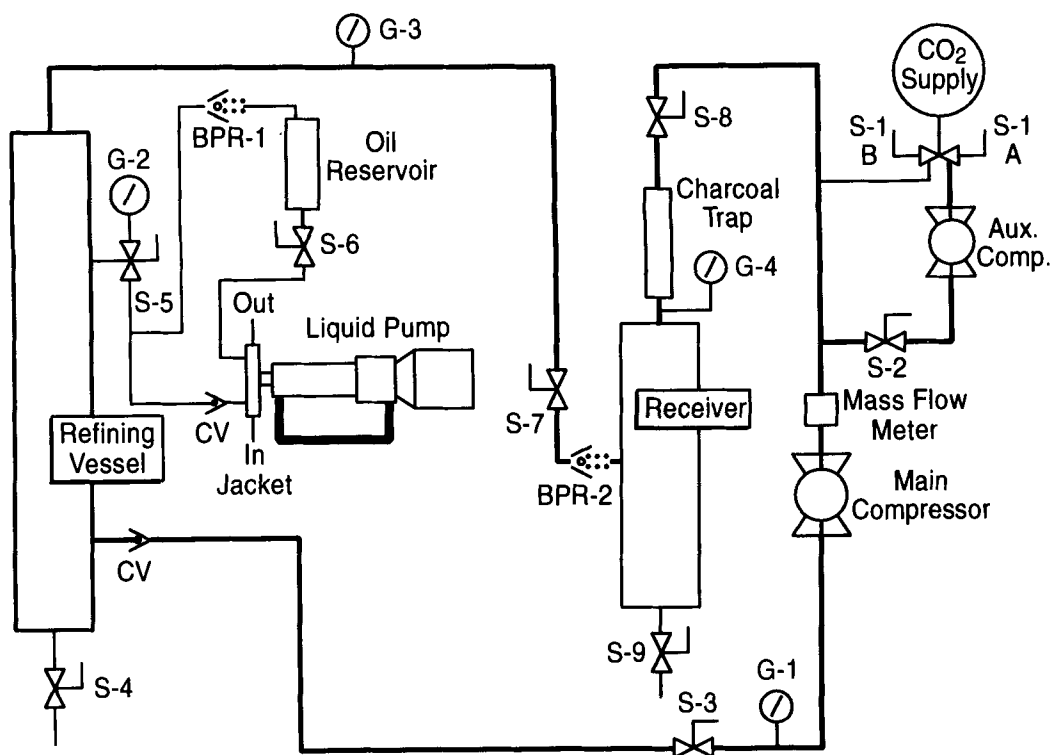 G-3
CO2
Supply
BPR-1
Oil
Reservoir
S-8
S-1
B
S-1
A
G-2
Charcoal
Trap
Aux.
Comp.
S-6
G-4
S-5
Out
Liquid Pump
S-2
Refining
Vessel
CV
S-7
Receiver
Mass Flow
Meter
In
Jacket
BPR-2
Main
Compressor
CV
S-9
G-1
S-4
S-3